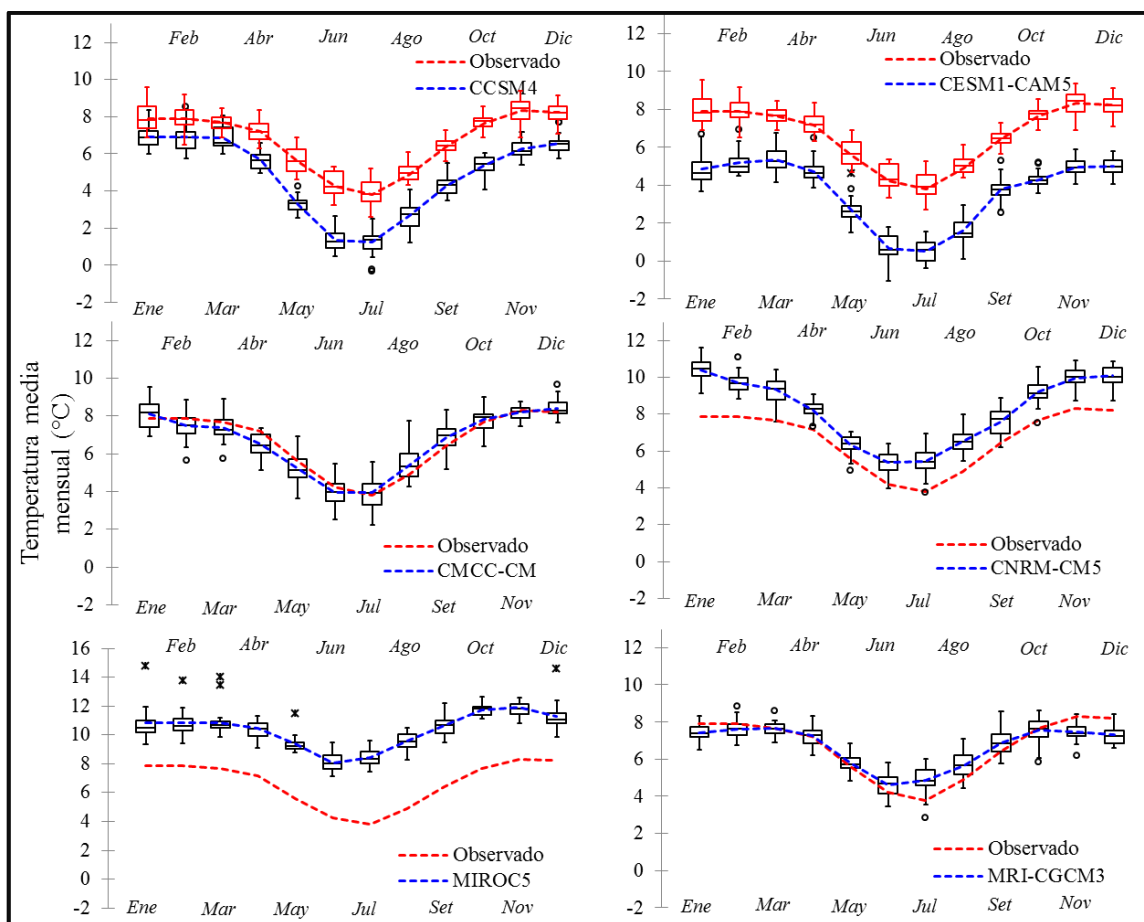 Temperatura media
mensual (°C)
12
10
8
6
4
2
0
-2
Feb Abr Jun Ago Oct Dic
Observado
CCSM4
Ene Mar May Jul Set Nov
12
10
8
6
4
2
0
-2
Feb Abr Jun Ago Oct Dic
Observado
CESM1-CAM5
Ene Mar May Jul Set Nov
12
10
8
6
4
2
0
-2
Feb Abr Jun Ago Oct Dic
Observado
CMCC-CM
Ene Mar May Jul Set Nov
12
10
8
6
4
2
0
-2
Feb Abr Jun Ago Oct Dic
Observado
CNRM-CM5
Ene Mar May Jul Set Nov
16
14
12
10
8
6
4
2
0
-2
Feb Abr Jun Ago Oct Dic
Observado
MIROC5
Ene Mar May Jul Set Nov
12
10
8
6
4
2
0
-2
Feb Abr Jun Ago Oct Dic
Observado
MRI-CGCM3
Ene Mar May Jul Set Nov